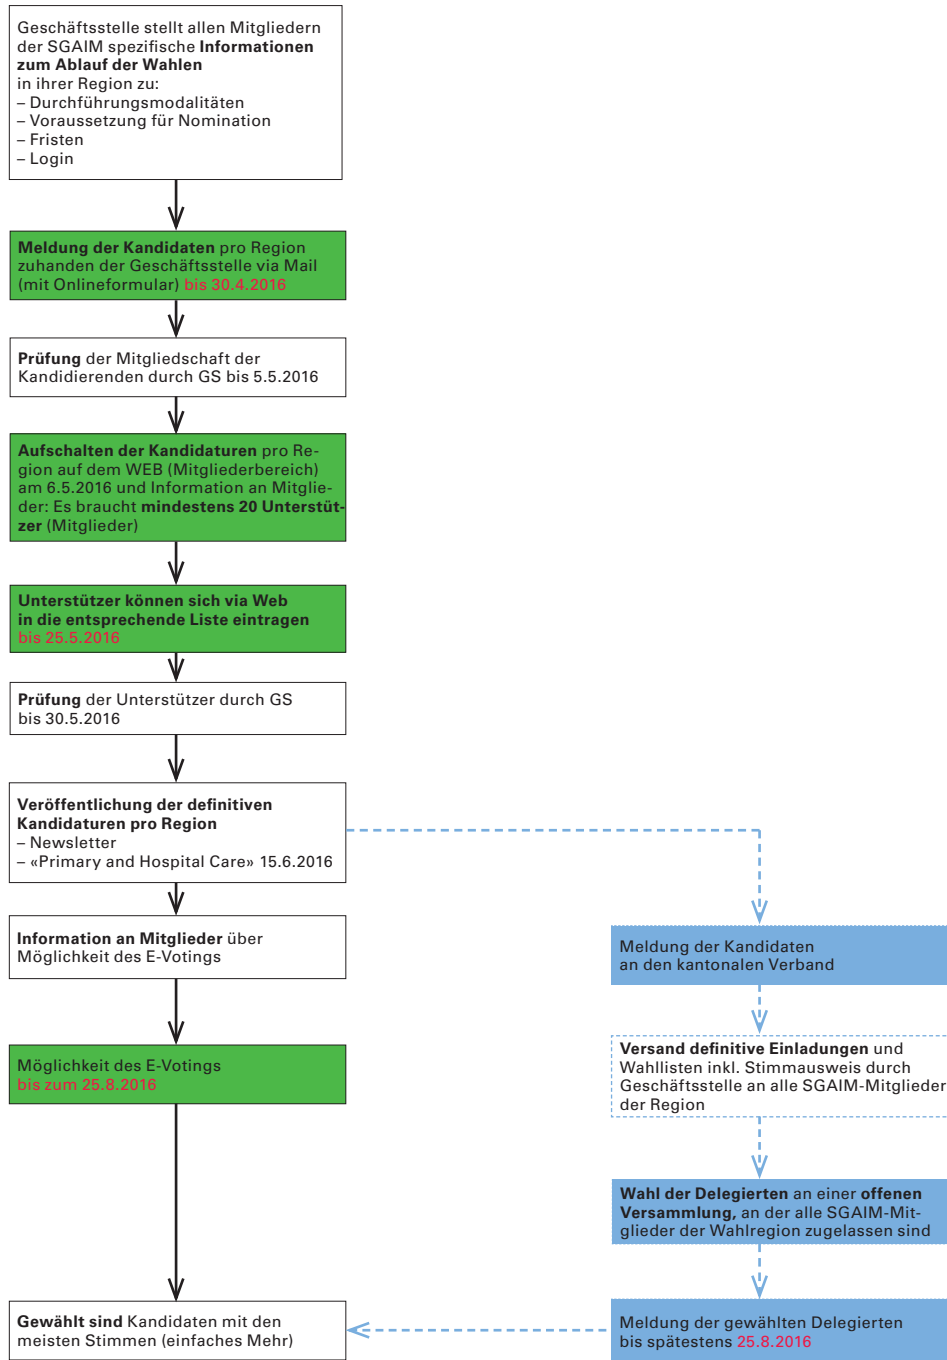 Geschäftsstelle stellt allen Mitgliedern
der SGAIM spezifische Informationen
zum Ablauf der Wahlen
in ihrer Region zu:
– Durchführungsmodalitäten
– Voraussetzung für Nomination
– Fristen
– Login
Meldung der Kandidaten pro Region
zuhanden der Geschäftsstelle via Mail
(mit Onlineformular) bis 30.4.2016
Prüfung der Mitgliedschaft der
Kandidierenden durch GS bis 5.5.2016
Aufschalten der Kandidaturen pro Re-
gion auf dem WEB (Mitgliederbereich)
am 6.5.2016 und Information an Mitglie-
der: Es braucht mindestens 20 Unterstüt-
zer (Mitglieder)
Unterstützer können sich via Web
in die entsprechende Liste eintragen
bis 25.5.2016
Prüfung der Unterstützer durch GS
bis 30.5.2016
Veröffentlichung der definitiven
Kandidaturen pro Region
– Newsletter
– «Primary and Hospital Care» 15.6.2016
Information an Mitglieder über
Möglichkeit des E-Votings
Möglichkeit des E-Votings
bis zum 25.8.2016
Gewählt sind Kandidaten mit den
meisten Stimmen (einfaches Mehr)
Meldung der Kandidaten
an den kantonalen Verband
Versand definitive Einladungen und
Wahllisten inkl. Stimmausweis durch
Geschäftsstelle an alle SGAIM-Mitglieder
der Region
Wahl der Delegierten an einer offenen
Versammlung, an der alle SGAIM-Mit-
glieder der Wahlregion zugelassen sind
Meldung der gewählten Delegierten
bis spätestens 25.8.2016